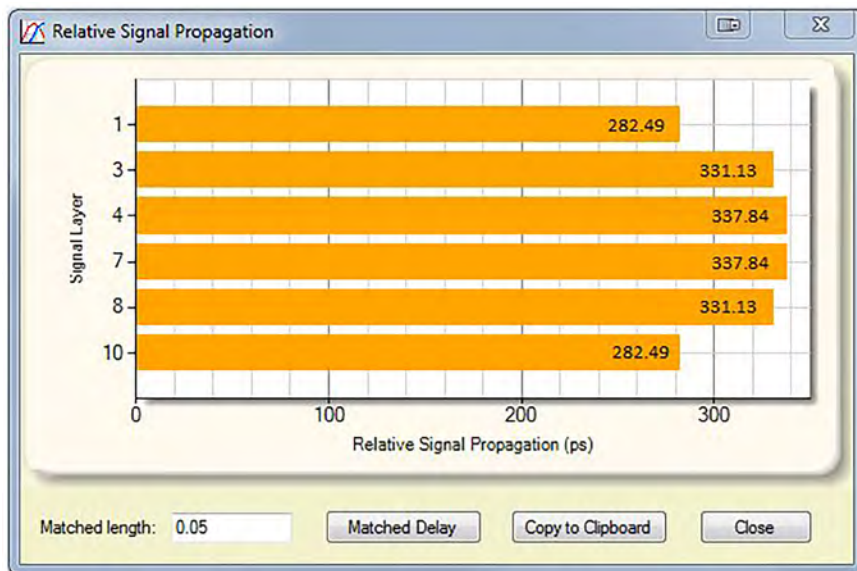 Relative Signal Propagation
Signal Layer
1
282.49
3
331.13
4
337.84
7
337.84
8
331.13
10
282.49
0 100 200 300
Relative Signal Propagation (ps)
Matched length: 0.05 Matched Delay Copy to Clipboard Close